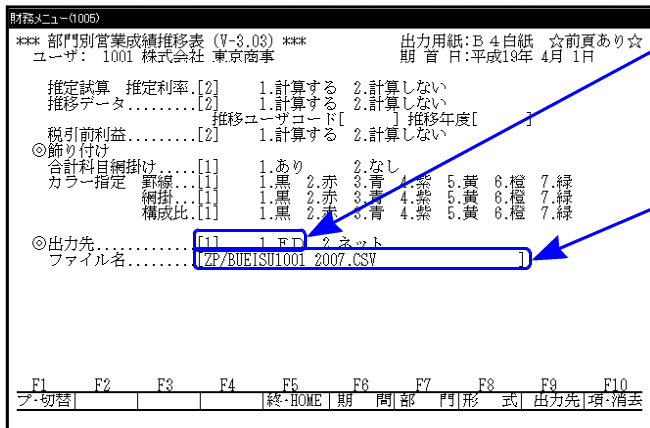 財務メニュー(1005)
*** 部門別営業成績推移表 (V-3.03) *** 出力用紙:B4白紙 ☆前頁あり☆
ユーザ: 1001 株式会社 東京商事 期 首 日:平成19年 4月 1日
推定試算 推定利率.[2] 1.計算する 2.計算しない
推移データ.........[2] 1.計算する 2.計算しない
推移ユーザコード[ ] 推移年度[ ]
税引前利益.........[2] 1.計算する 2.計算しない
◎飾り付け
合計科目網掛け.....[1] 1.あり 2.なし
カラー指定 罫線...[1] 1.黒 2.赤 3.青 4.紫 5.黄 6.橙 7.緑
網掛...[1] 1.黒 2.赤 3.青 4.紫 5.黄 6.橙 7.緑
構成比.[1] 1.黒 2.赤 3.青 4.紫 5.黄 6.橙 7.緑
◎出力先............[1] 1.FD 2.ネット
ファイル名.........[ZP/BUEISU1001 2007.CSV ]
F1 F2 F3 F4 F5 F6 F7 F8 F9 F10
プ・切替 終・HOME 期 間 部 門 形 式 出力先 項・消去